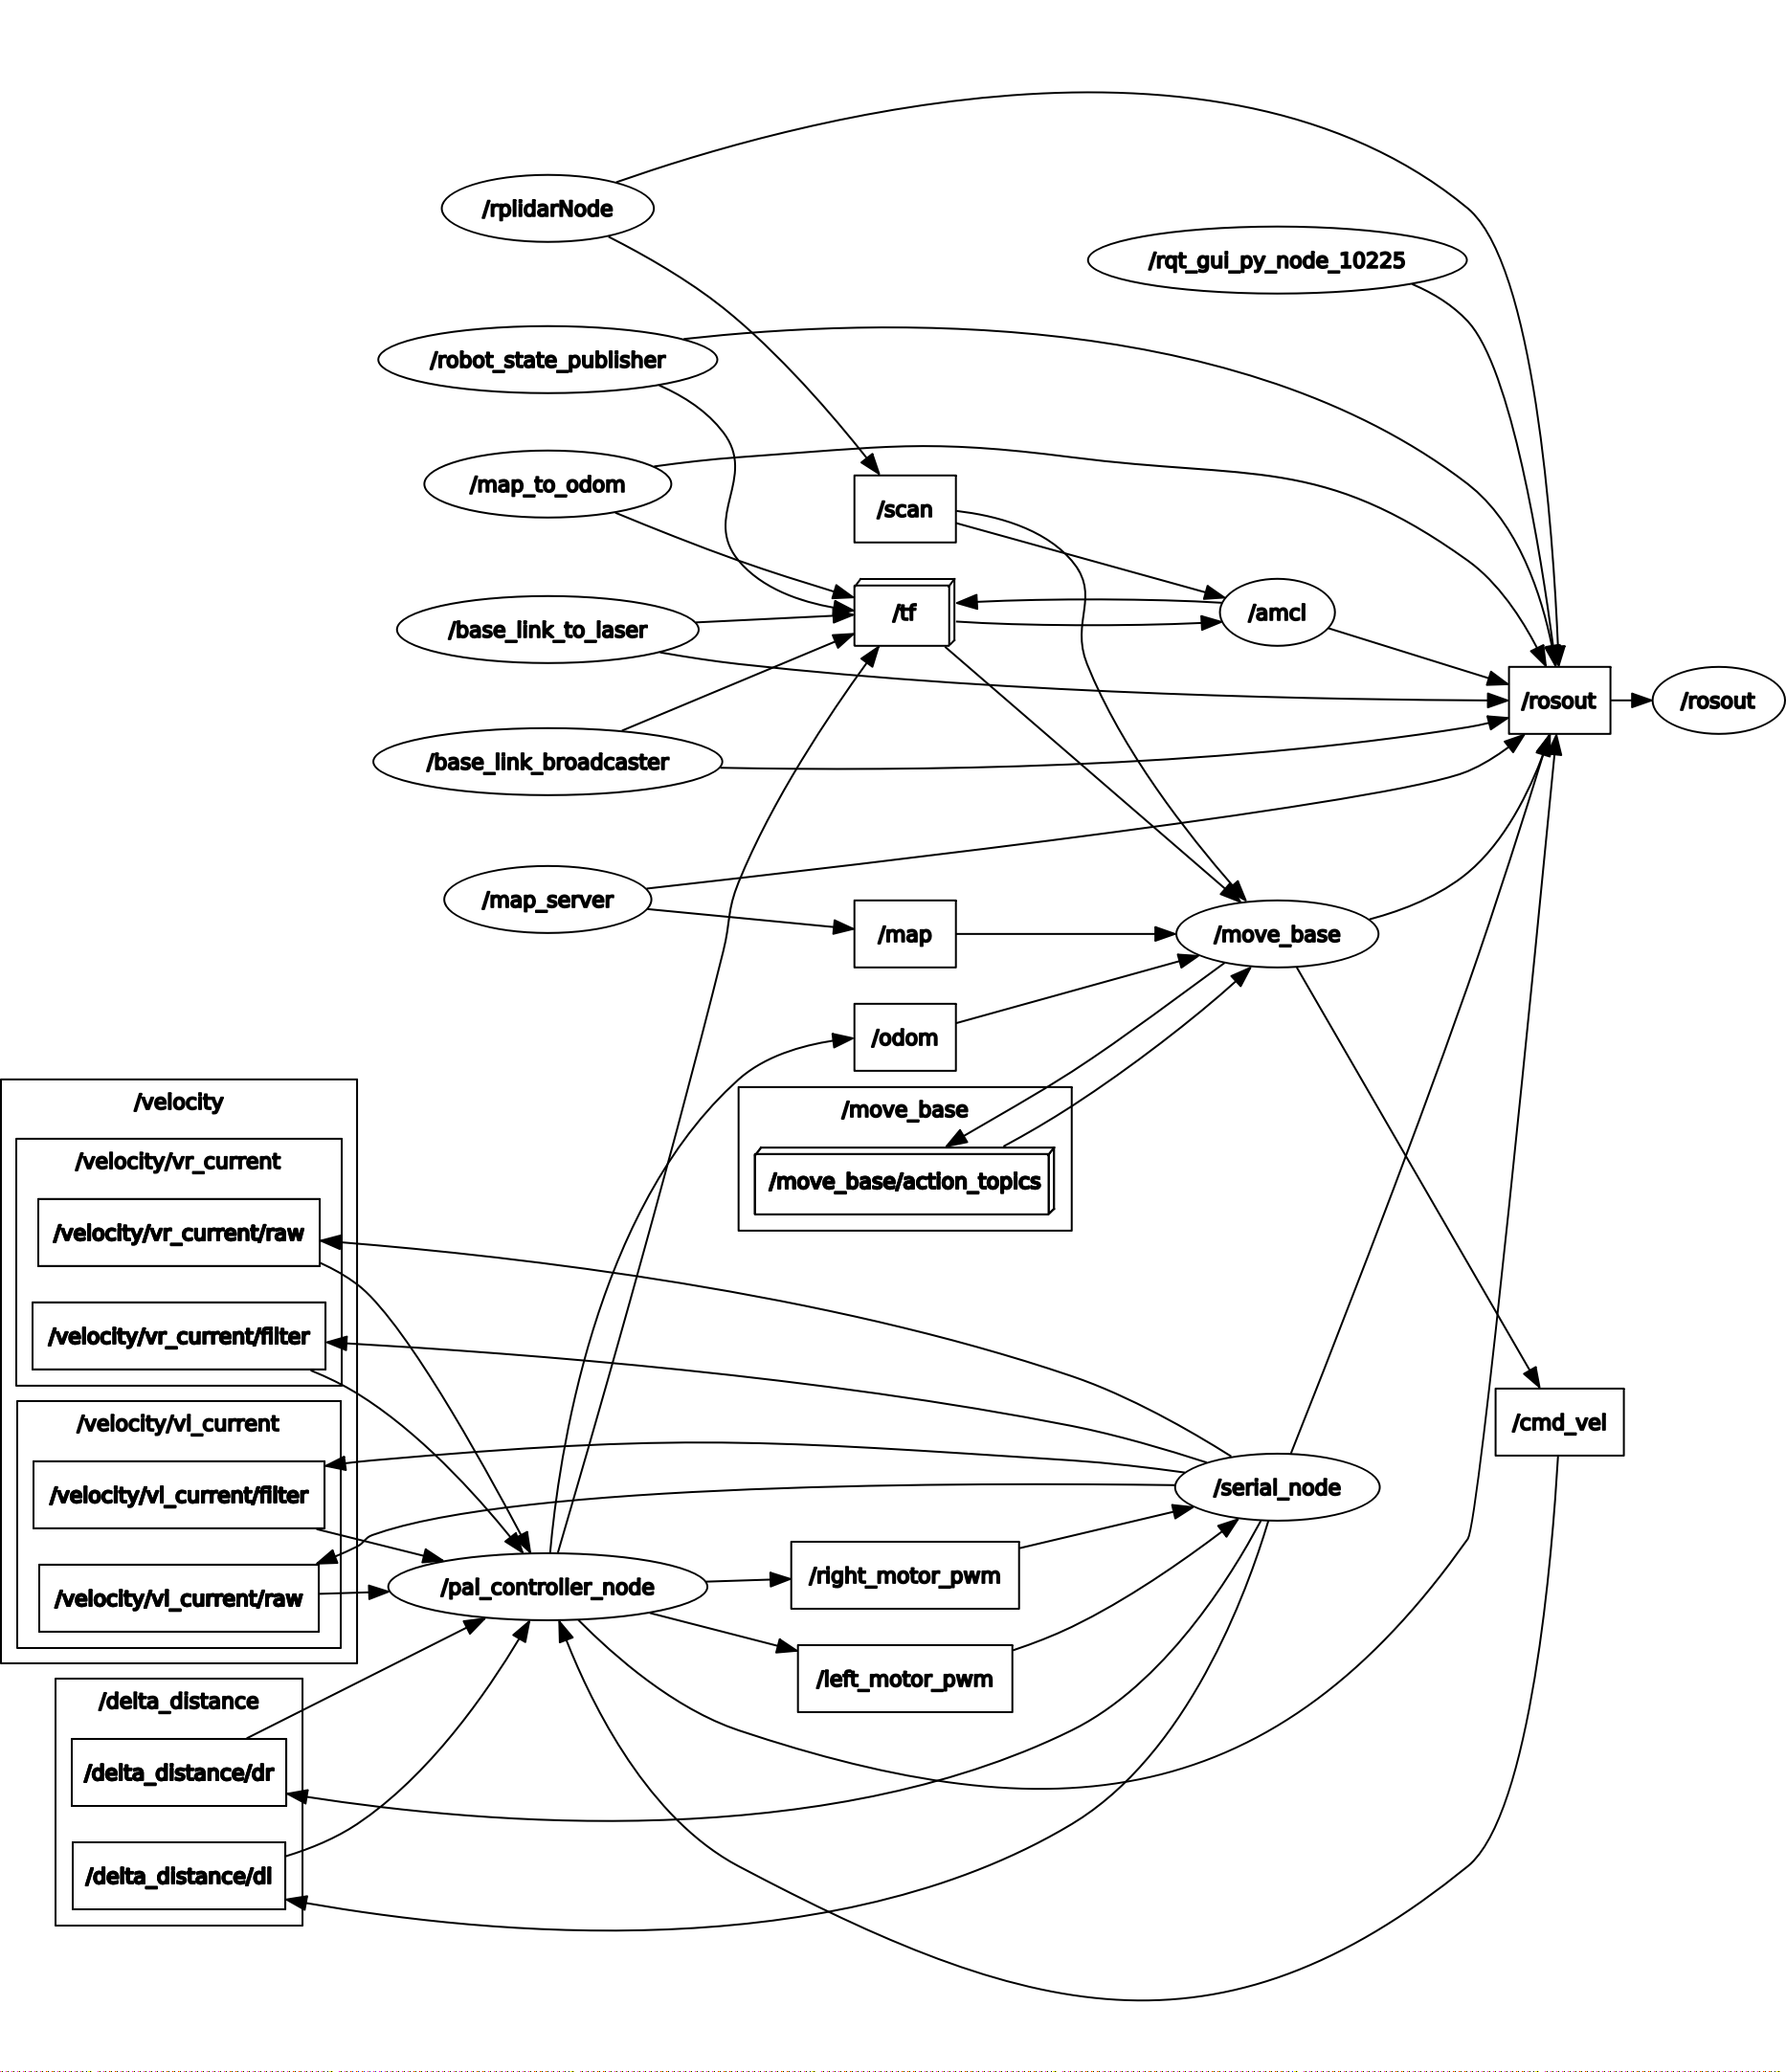 /rplidarNode
/rqt_gui_py_node_10225
/robot_state_publisher
/map_to_odom
/scan
/tf
/amcl
/base_link_to_laser
/rosout
/rosout
/base_link_broadcaster
/map_server
/map
/move_base
/odom
/velocity
/move_base
/velocity/vr_current
/move_base/action_topics
/velocity/vr_current/raw
/velocity/vr_current/filter
/velocity/vl_current
/cmd_vel
/velocity/vl_current/filter
/serial_node
/velocity/vl_current/raw
/pal_controller_node
/right_motor_pwm
/left_motor_pwm
/delta_distance
/delta_distance/dr
/delta_distance/dl